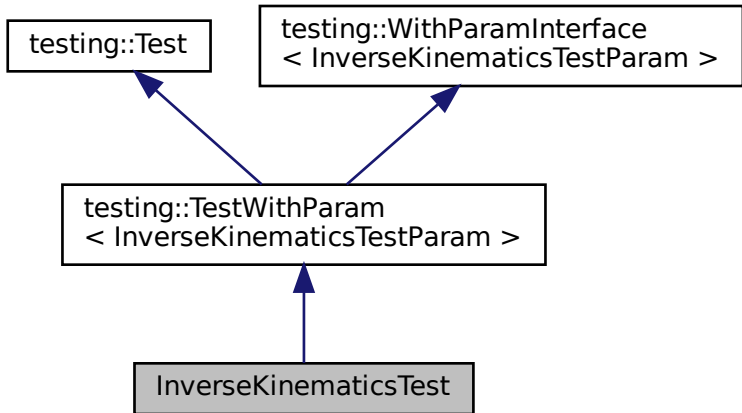 testing::Test
testing::WithParamInterface
< InverseKinematicsTestParam >
testing::TestWithParam
< InverseKinematicsTestParam >
InverseKinematicsTest